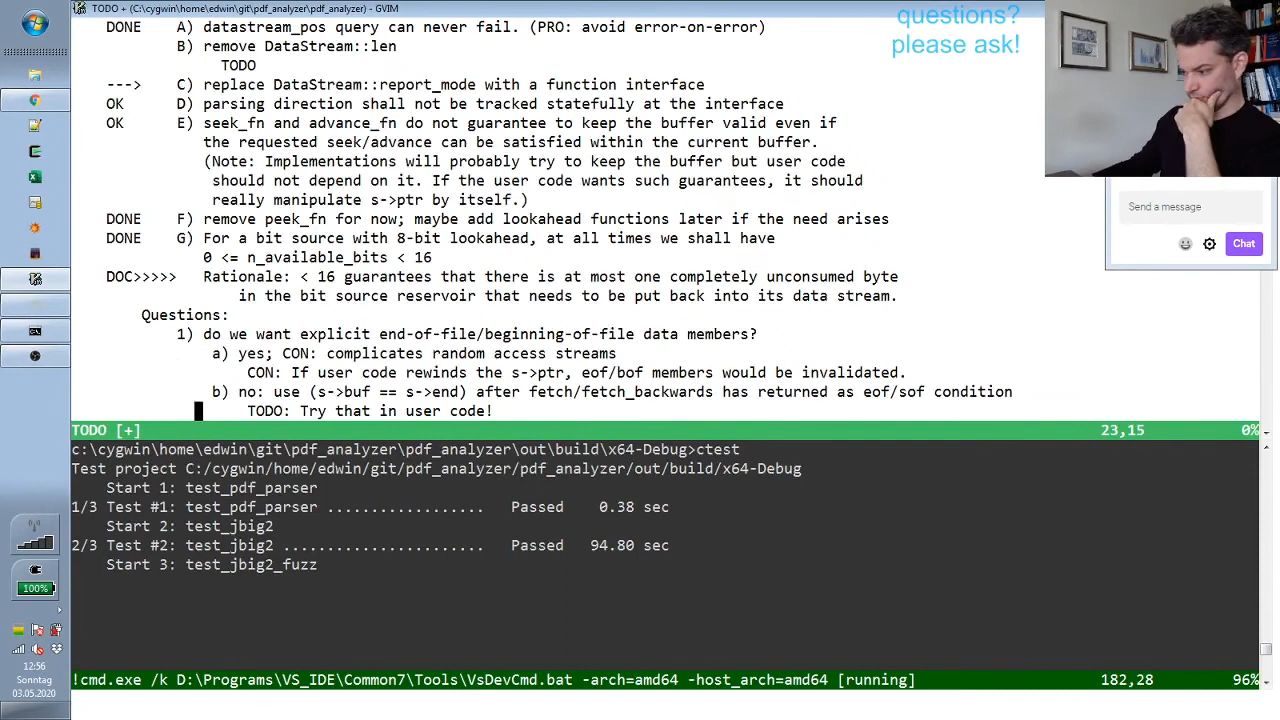 TODO + (C:\cygwin\home\edwin\git\pdf_analyzer\pdf_analyzer) - GVIM
questions?
please ask!
DONE A) datastream_pos query can never fail. (PRO: avoid error-on-error)
B) remove DataStream::len
TODO
---> C) replace DataStream::report_mode with a function interface
OK D) parsing direction shall not be tracked statefully at the interface
OK E) seek_fn and advance_fn do not guarantee to keep the buffer valid even if
the requested seek/advance can be satisfied within the current buffer.
(Note: Implementations will probably try to keep the buffer but user code
should not depend on it. If the user code wants such guarantees, it should
really manipulate s->ptr by itself.)
DONE F) remove peek_fn for now; maybe add lookahead functions later if the need arises
DONE G) For a bit source with 8-bit lookahead, at all times we shall have
0 <= n_available_bits < 16
DOC>>>>> Rationale: < 16 guarantees that there is at most one completely unconsumed byte
in the bit source reservoir that needs to be put back into its data stream.
Questions:
1) do we want explicit end-of-file/beginning-of-file data members?
a) yes; CON: complicates random access streams
CON: If user code rewinds the s->ptr, eof/bof members would be invalidated.
b) no: use (s->buf == s->end) after fetch/fetch_backwards has returned as eof/sof condition
TODO: Try that in user code!
TODO [+] 23,15 0%
c:\cygwin\home\edwin\git\pdf_analyzer\pdf_analyzer\out\build\x64-Debug>ctest
Test project C:/cygwin/home/edwin/git/pdf_analyzer/pdf_analyzer/out/build/x64-Debug
Start 1: test_pdf_parser
1/3 Test #1: test_pdf_parser .................. Passed 0.38 sec
Start 2: test_jbig2
2/3 Test #2: test_jbig2 ....................... Passed 94.80 sec
Start 3: test_jbig2_fuzz
!cmd.exe /k D:\Programs\VS_IDE\Common7\Tools\VsDevCmd.bat -arch=amd64 -host_arch=amd64 [running] 182,28 96%
Send a message
Chat
100%
12:56
Sonntag
03.05.2020